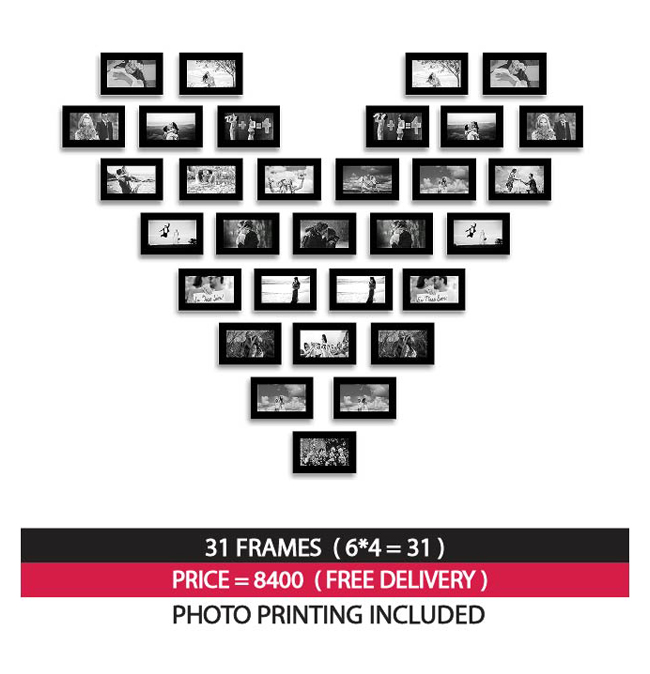 31 FRAMES ( 6*4 = 31 )
PRICE = 8400 ( FREE DELIVERY )
PHOTO PRINTING INCLUDED